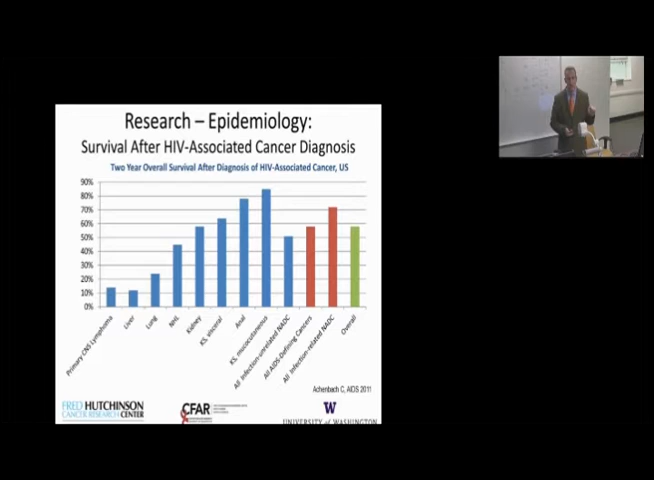 Research – Epidemiology:
Survival After HIV-Associated Cancer Diagnosis
Two Year Overall Survival After Diagnosis of HIV-Associated Cancer, US
90%
80%
70%
60%
50%
40%
30%
20%
10%
0%
Primary CNS Lymphoma
Liver
Lung
NHL
Kidney
KS, visceral
Anal
KS, mucocutaneous
All Infection-unrelated NADC
All AIDS-Defining Cancers
All Infection-related NADC
Overall
Achenbach C, AIDS 2011
FRED HUTCHINSON
CANCER RESEARCH CENTER
CFAR
W
UNIVERSITY OF WASHINGTON